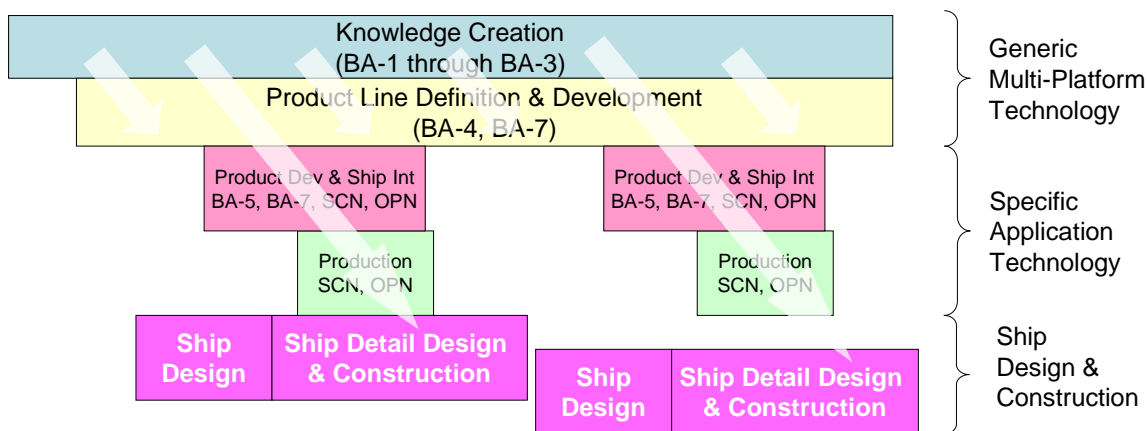 Knowledge Creation
(BA-1 through BA-3)
Product Line Definition & Development
(BA-4, BA-7)
Generic
Multi-Platform
Technology
Product Dev & Ship Int
BA-5, BA-7, SCN, OPN
Product Dev & Ship Int
BA-5, BA-7, SCN, OPN
Production
SCN, OPN
Production
SCN, OPN
Specific
Application
Technology
Ship
Design
Ship Detail Design
& Construction
Ship
Design
Ship Detail Design
& Construction
Ship
Design &
Construction